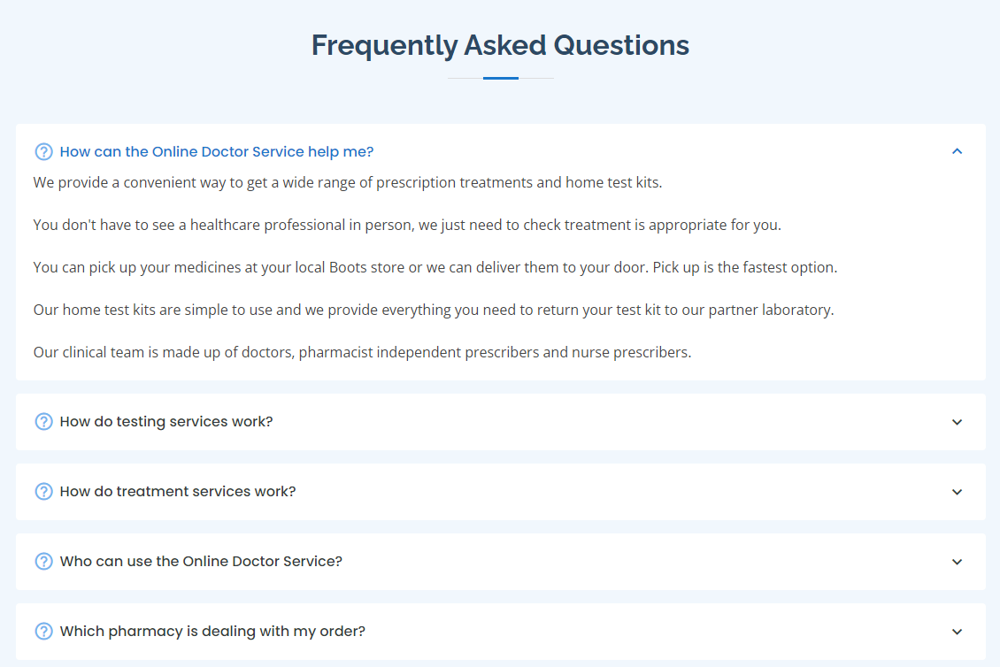 Frequently Asked Questions
How can the Online Doctor Service help me?
We provide a convenient way to get a wide range of prescription treatments and home test kits.
You don't have to see a healthcare professional in person, we just need to check treatment is appropriate for you.
You can pick up your medicines at your local Boots store or we can deliver them to your door. Pick up is the fastest option.
Our home test kits are simple to use and we provide everything you need to return your test kit to our partner laboratory.
Our clinical team is made up of doctors, pharmacist independent prescribers and nurse prescribers.
How do testing services work?
How do treatment services work?
Who can use the Online Doctor Service?
Which pharmacy is dealing with my order?